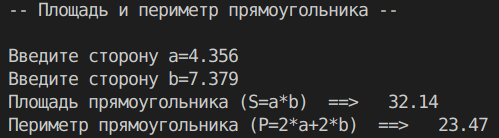 -- Площадь и периметр прямоугольника --
Введите сторону a=4.356
Введите сторону b=7.379
Площадь прямоугольника (S=a*b)  ==>   32.14
Периметр прямоугольника (P=2*a+2*b)  ==>   23.47